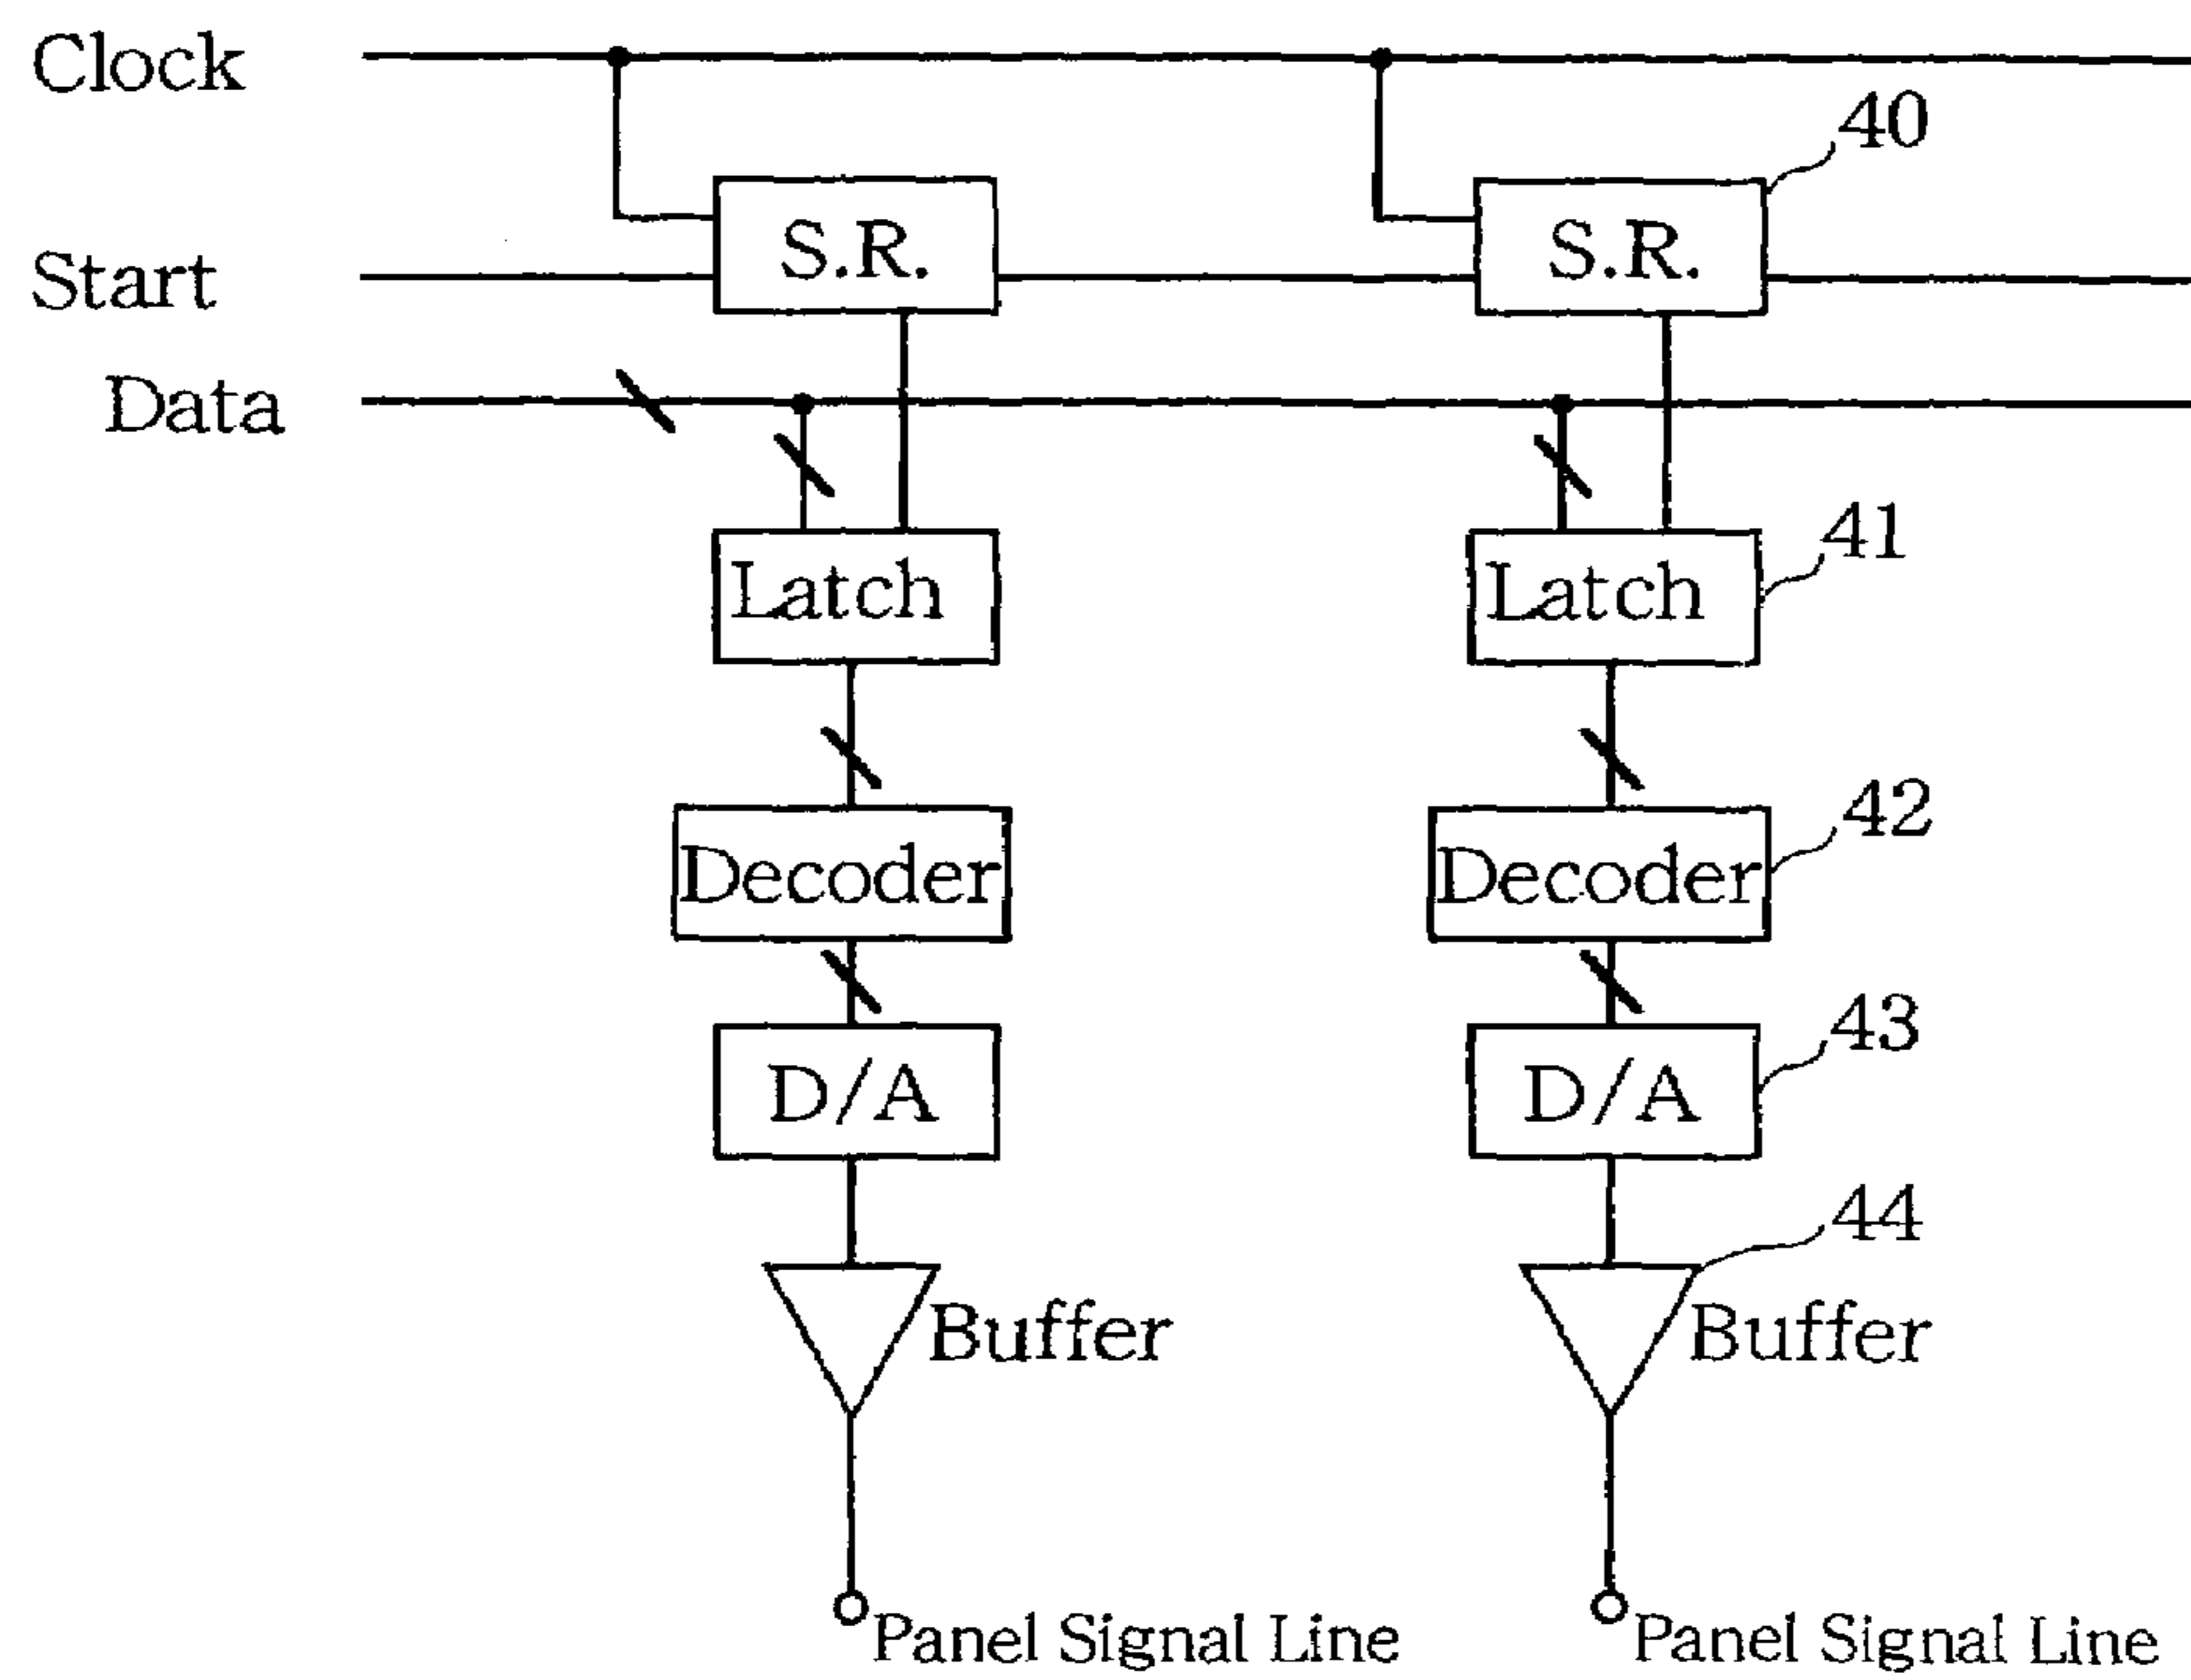 Clock
40
S.R. S.R.
Start
Data
41
Latch Latch
42
Decoder Decoder
43
D/A D/A
44
Buffer Buffer
Panel Signal Line Panel Signal Line